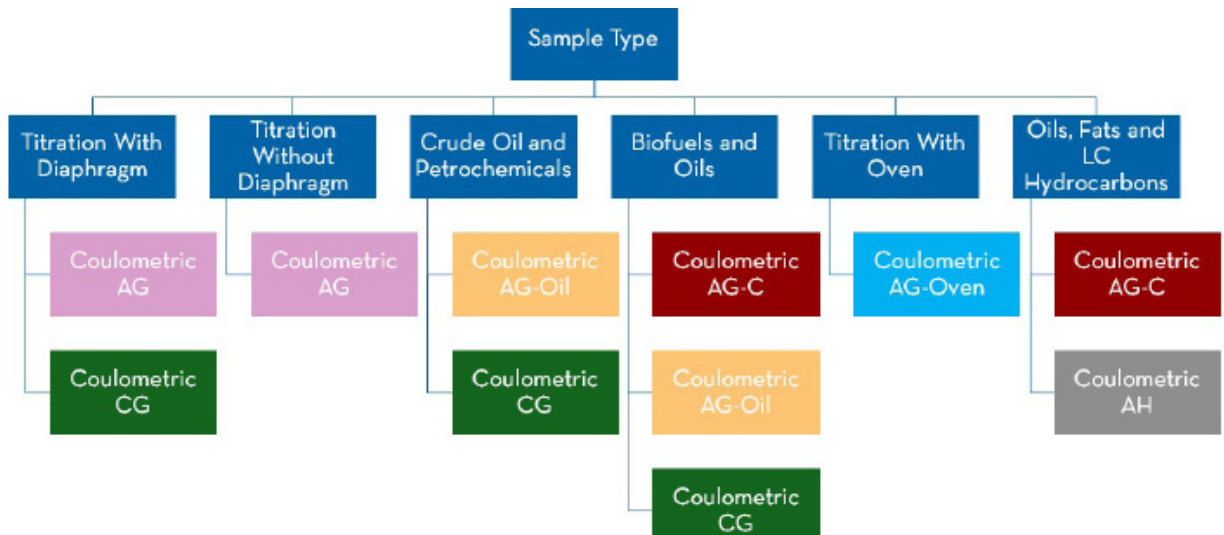 Sample Type
Titration With
Diaphragm
Titration
Without
Diaphragm
Crude Oil and
Petrochemicals
Biofuels and
Oils
Titration With
Oven
Oils, Fats and
LC
Hydrocarbons
Coulometric
AG
Coulometric
CG
Coulometric
AG
Coulometric
AG-Oil
Coulometric
CG
Coulometric
AG-C
Coulometric
AG-Oil
Coulometric
CG
Coulometric
AG-Oven
Coulometric
AG-C
Coulometric
AH